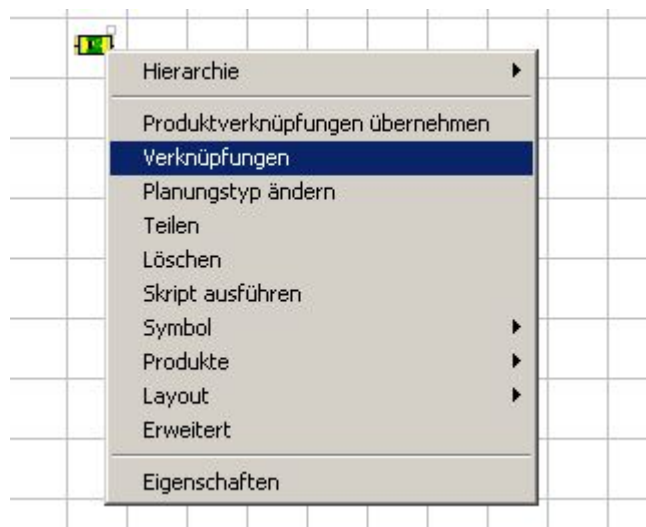 Hierarchie
Produktverknüpfungen übernehmen
Verknüpfungen
Planungstyp ändern
Teilen
Löschen
Skript ausführen
Symbol
Produkte
Layout
Erweitert
Eigenschaften